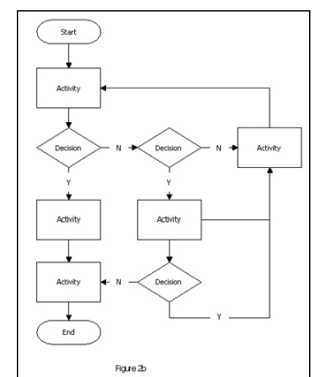 Start
Activity
Decision
N
Decision
N
Activity
Y
Y
Activity
Activity
Activity
N
Decision
Y
End
Figure 2b